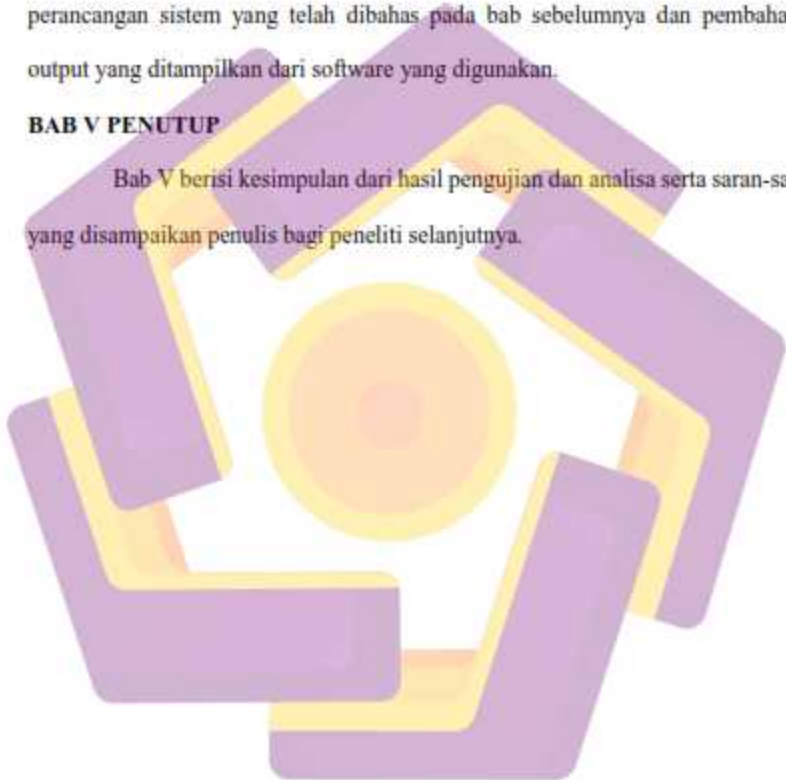 perancangan sistem yang telah dibahas pada bab sebelumnya dan pembaha
output yang ditampilkan dari software yang digunakan.
BAB V PENUTUP
Bab V berisi kesimpulan dari hasil pengujian dan analisa serta saran-sa
yang disampaikan penulis bagi peneliti selanjutnya.